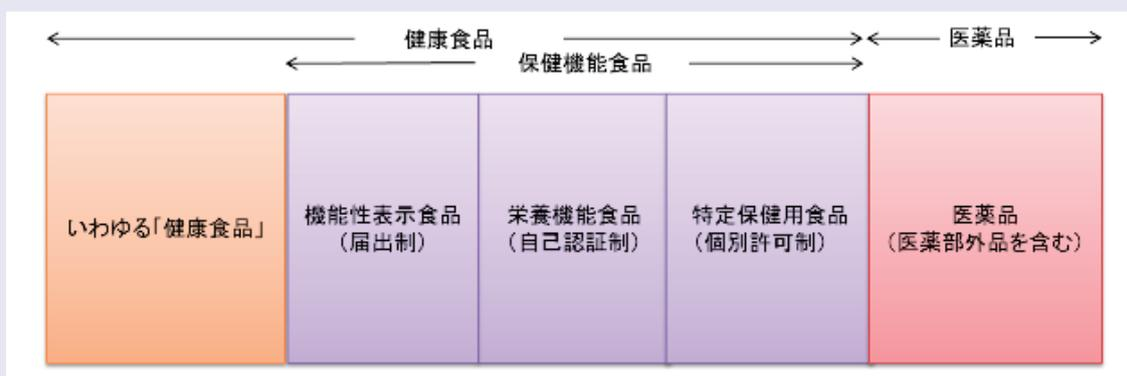 健康食品
医薬品
保健機能食品
いわゆる「健康食品」
機能性表示食品
（届出制）
栄養機能食品
（自己認証制）
特定保健用食品
（個別許可制）
医薬品
（医薬部外品を含む）